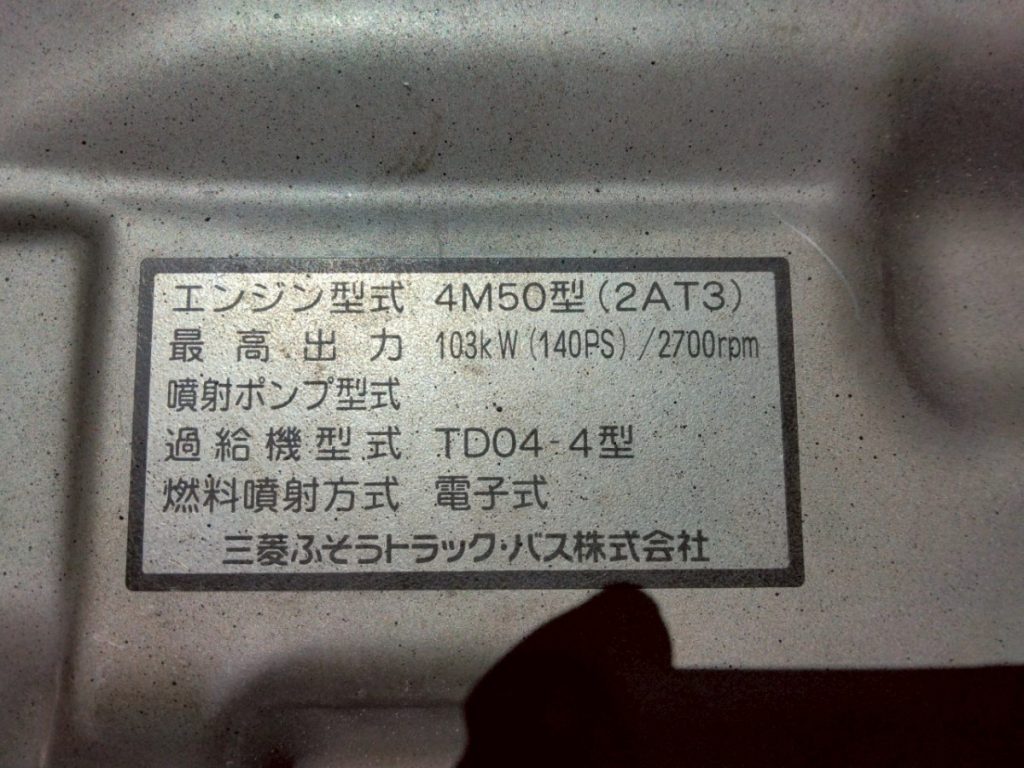 エンジン型式 4M50型(2AT3)
最高出力 103kW(140PS)/2700rpm
噴射ポンプ型式
過給機型式 TD04-4型
燃料噴射方式 電子式
三菱ふそうトラック・バス株式会社